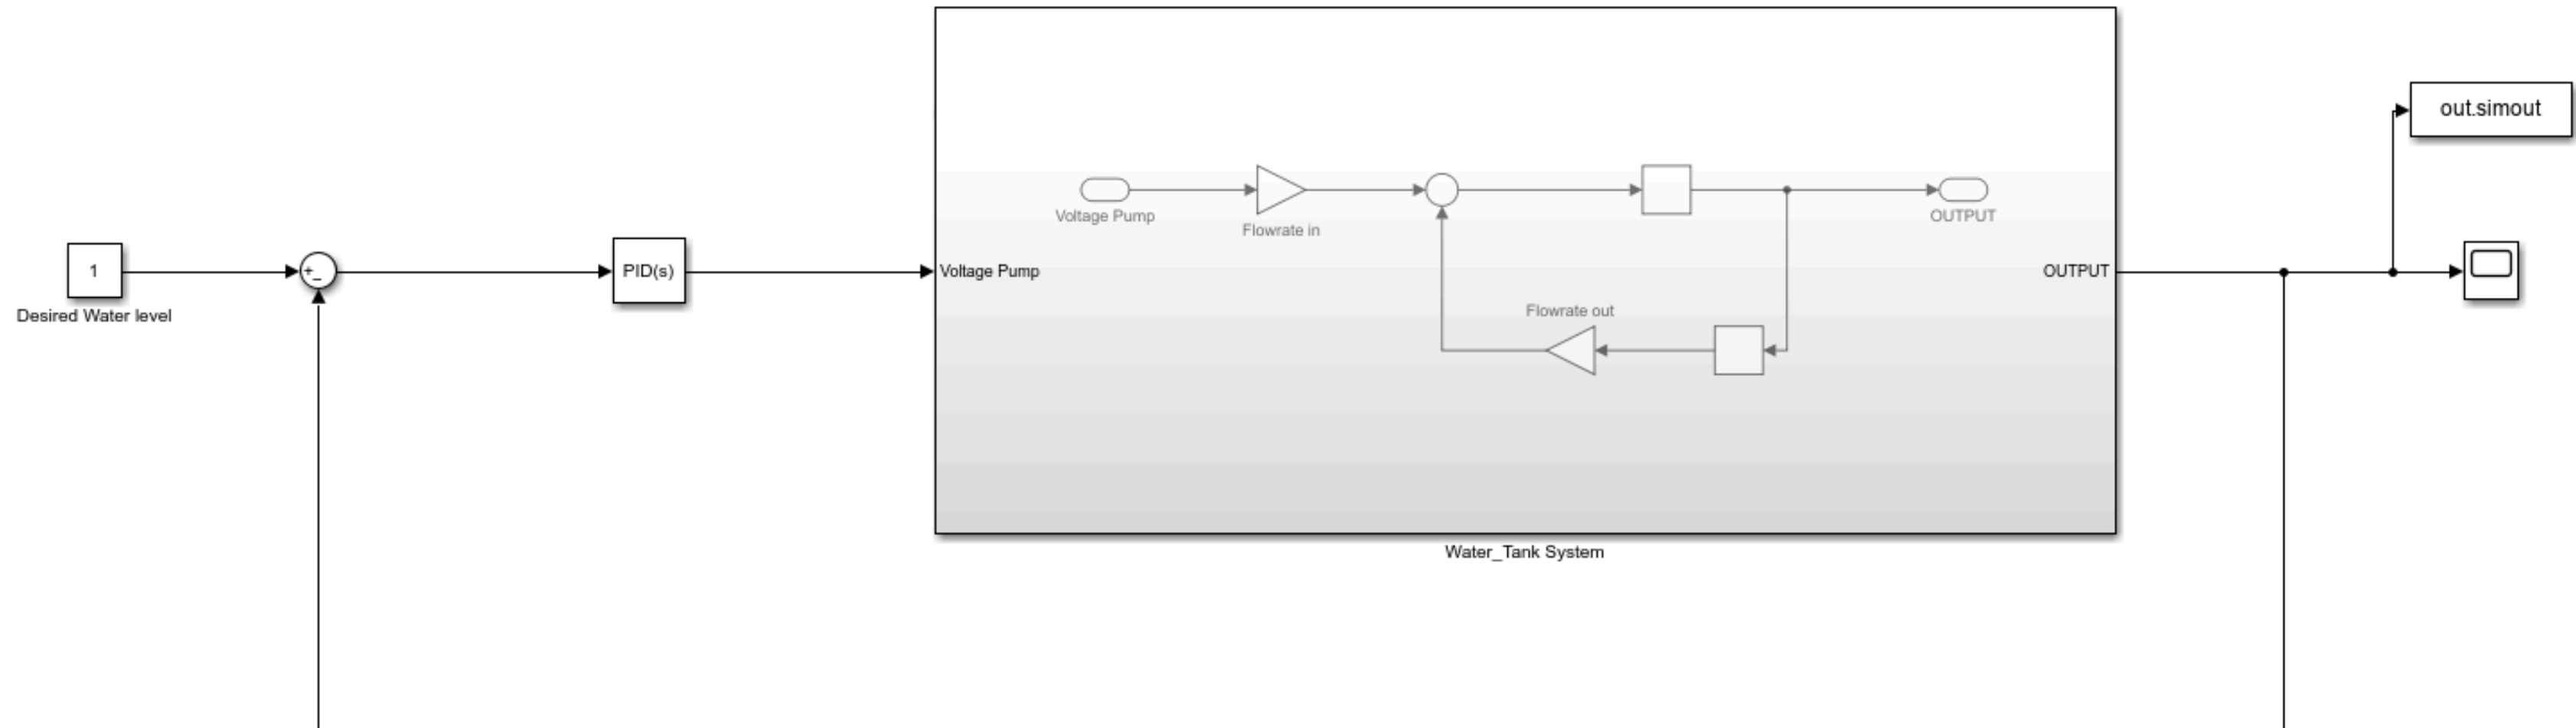 out.simout
Voltage Pump
Flowrate in
OUTPUT
1
+
_
PID(s)
Voltage Pump
OUTPUT
Desired Water level
Flowrate out
Water_Tank System